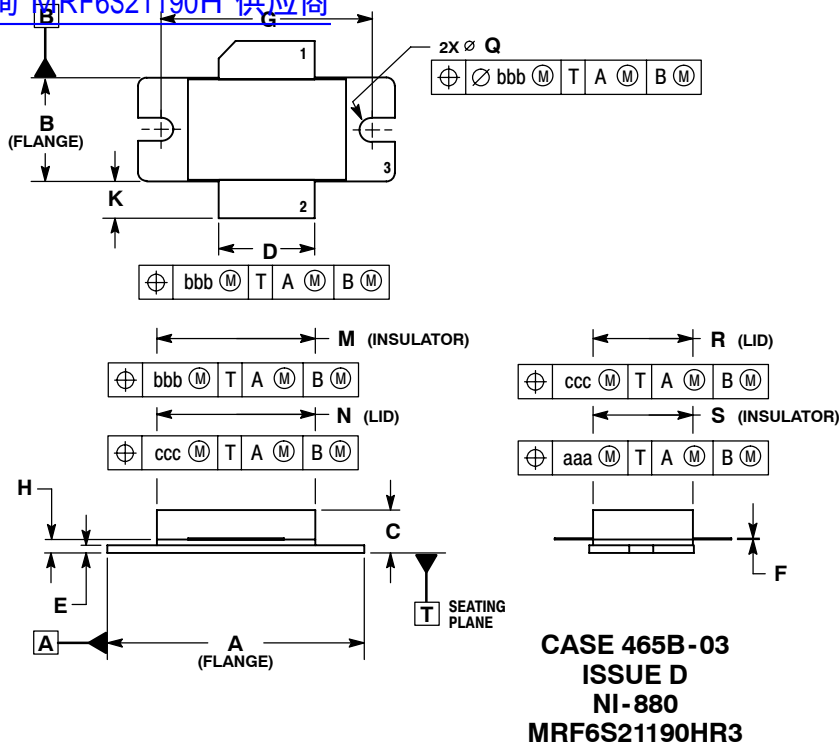 询 MRF6S21190H 供应商
B
G
1
2X ⌀ Q
⌖ ⌀ bbb Ⓜ T A Ⓜ B Ⓜ
B
(FLANGE)
3
K
2
D
⌖ bbb Ⓜ T A Ⓜ B Ⓜ
M (INSULATOR)
R (LID)
⌖ bbb Ⓜ T A Ⓜ B Ⓜ
⌖ ccc Ⓜ T A Ⓜ B Ⓜ
N (LID)
S (INSULATOR)
⌖ ccc Ⓜ T A Ⓜ B Ⓜ
⌖ aaa Ⓜ T A Ⓜ B Ⓜ
H
C
F
E
T
SEATING
PLANE
A
A
(FLANGE)
CASE 465B-03
ISSUE D
NI-880
MRF6S21190HR3